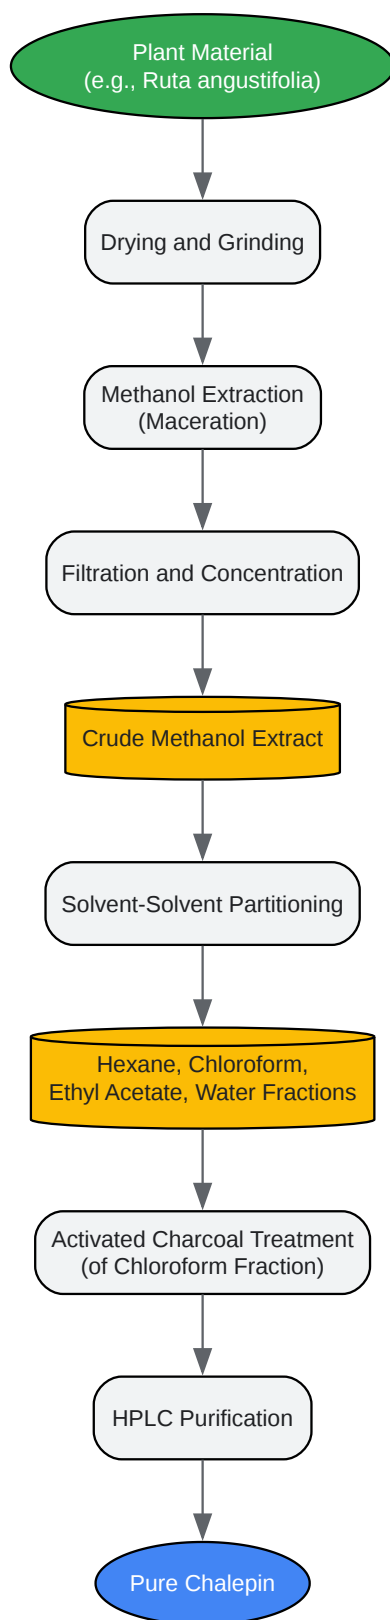 Plant Material
(e.g., Ruta angustifolia)
Drying and Grinding
Methanol Extraction
(Maceration)
Filtration and Concentration
Crude Methanol Extract
Solvent-Solvent Partitioning
Hexane, Chloroform,
Ethyl Acetate, Water Fractions
Activated Charcoal Treatment
(of Chloroform Fraction)
HPLC Purification
Pure Chalepin